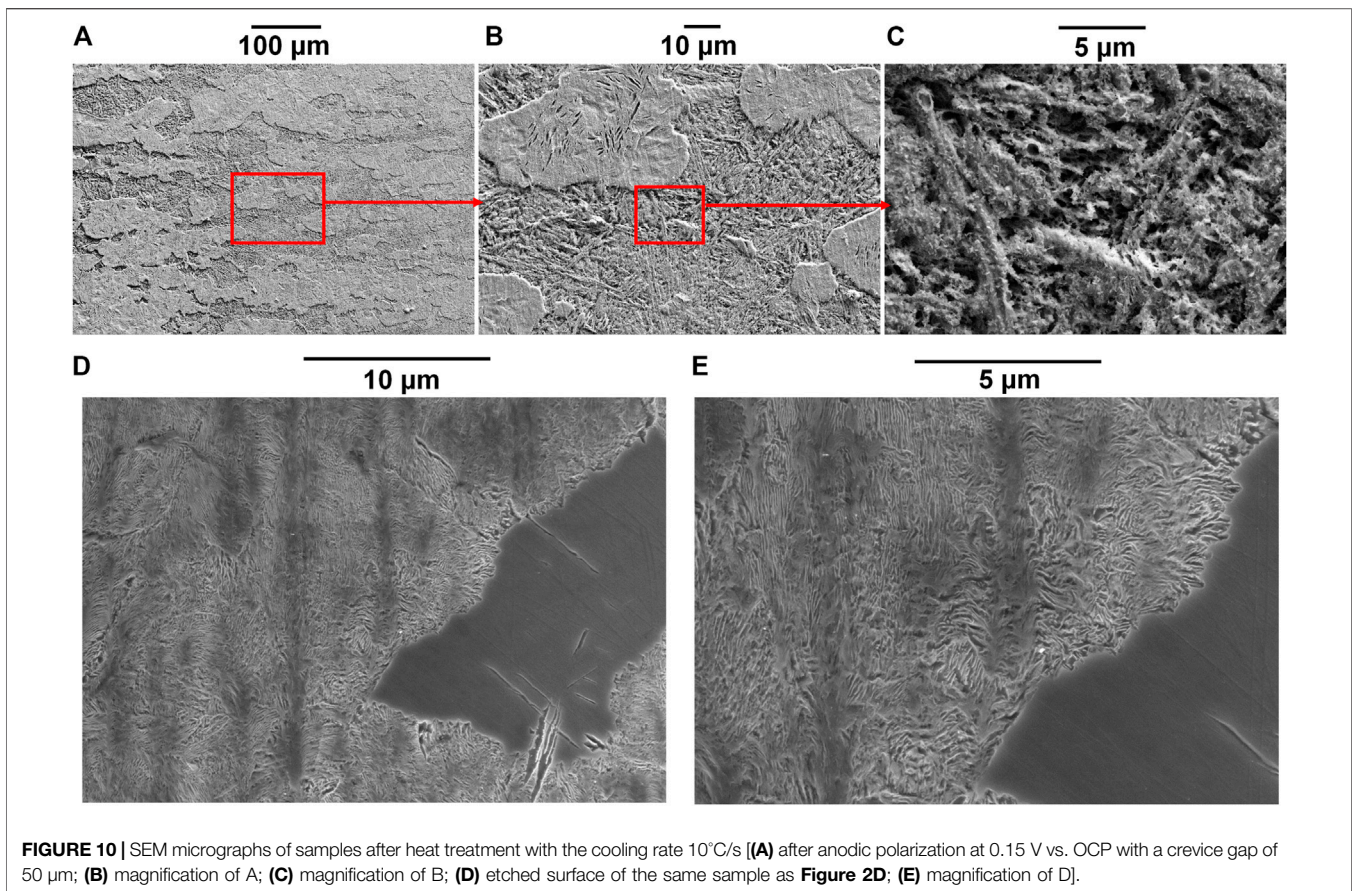 A
100 µm
B
10 µm
C
5 µm
D
10 µm
E
5 µm
FIGURE 10 | SEM micrographs of samples after heat treatment with the cooling rate 10°C/s [(A) after anodic polarization at 0.15 V vs. OCP with a crevice gap of
50 µm; (B) magnification of A; (C) magnification of B; (D) etched surface of the same sample as Figure 2D; (E) magnification of D].